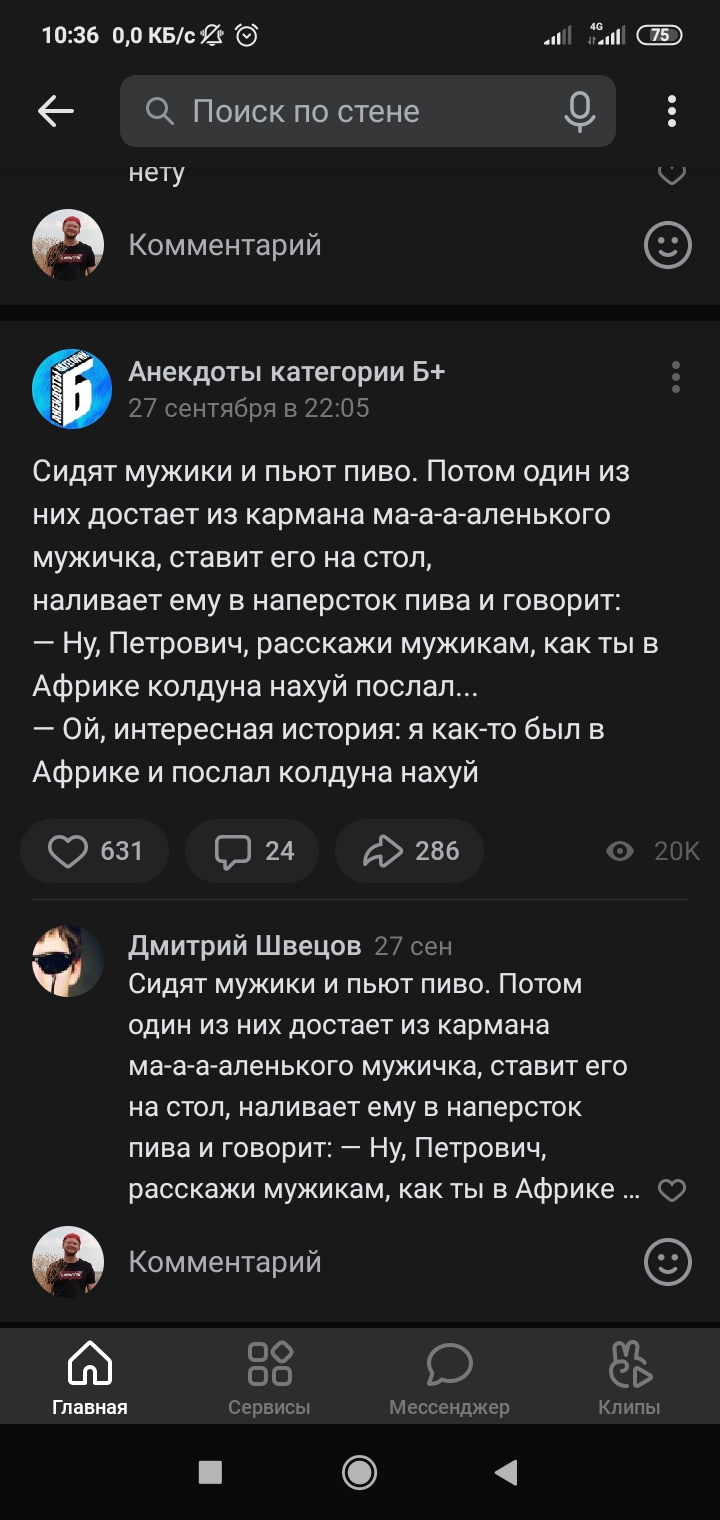 10:36 0,0 КБ/с 4G 75
Поиск по стене
нету
Комментарий
Анекдоты категории Б+
27 сентября в 22:05
Сидят мужики и пьют пиво. Потом один из
них достает из кармана ма-а-а-аленького
мужичка, ставит его на стол,
наливает ему в наперсток пива и говорит:
— Ну, Петрович, расскажи мужикам, как ты в
Африке колдуна нахуй послал...
— Ой, интересная история: я как-то был в
Африке и послал колдуна нахуй
631 24 286 20K
Дмитрий Швецов 27 сен
Сидят мужики и пьют пиво. Потом
один из них достает из кармана
ма-а-а-аленького мужичка, ставит его
на стол, наливает ему в наперсток
пива и говорит: — Ну, Петрович,
расскажи мужикам, как ты в Африке ...
Комментарий
Главная Сервисы Мессенджер Клипы